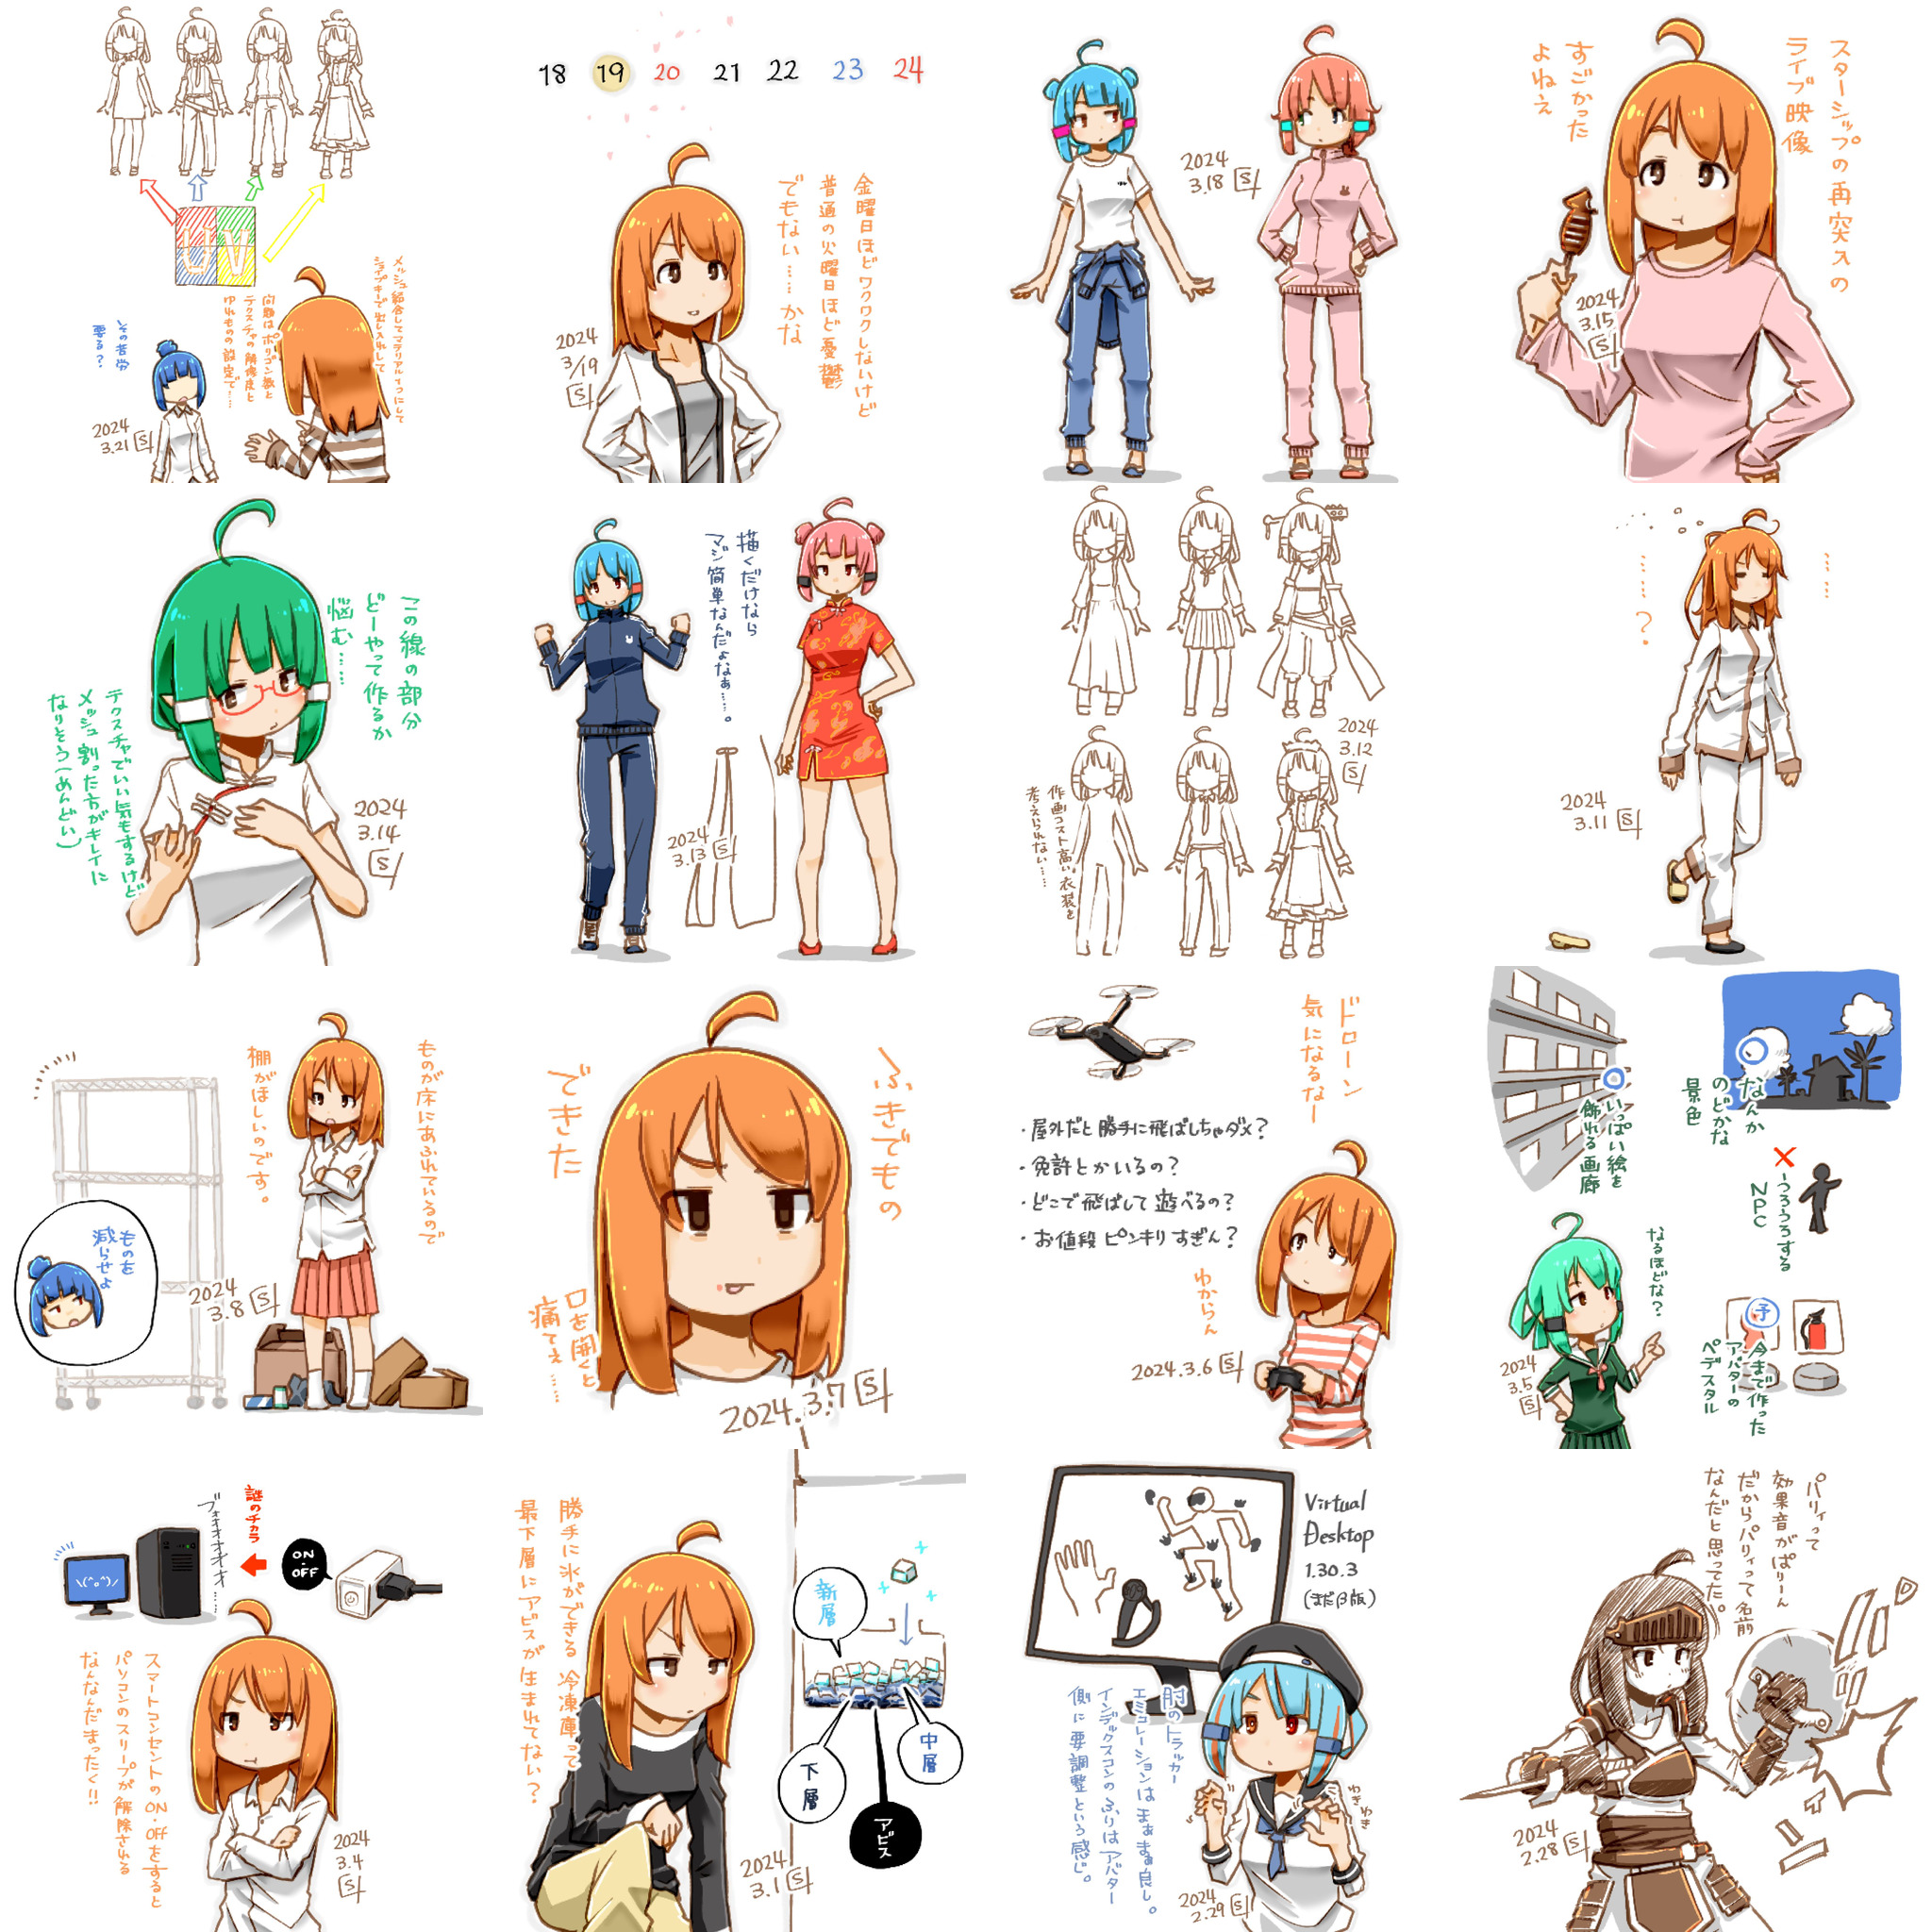 UV
メッシュ結合してマテリアル1つにして
シェイプキーで出し入れして
問題はポリゴン数と
テクスチャの解像度と
ゆれものの設定で……
その苦労
要る?
2024
3.21 S
18 19 20 21 22 23 24
金曜日ほどワクワクしないけど
普通の火曜日ほど憂鬱
でもない……かな
2024
3/19
S
2024
3.18 S
スターシップの再突入の
ライブ映像
すごかった
よねえ
2024
3.15
S
この線の部分
どーやって作るか
悩む……
テクスチャでいい気もするけど
メッシュ割った方がキレイに
なりそう(めんどい)
2024
3.14
S
描くだけなら
マジ簡単なんだよなぁ……。
2024
3.13 S
作画コスト高い衣装を
考えいられない……
2024
3.12
S
……
……?
2024
3.11 S
ものが床にあふれているので
棚がほしいのです。
ものを
減らせよ
2024
3.8 S
ふきでもの
できた
口を開くと
痛てえ……
2024.3.7 S
ドローン
気になるなー
・屋外だと勝手に飛ばしちゃダメ?
・免許とかいるの?
・どこで飛ばして遊べるの?
・お値段ピンキリすぎん?
わからん
2024.3.6 S
なんか
のどかな
景色
いっぱい絵を
飾れる画廊
うろうろする
NPC
なるほどな?
予
今まで作った
アバターの
ペデスタル
2024
3.5
S
謎のチカラ
ブォオオオオオ……
ON
・
OFF
\(^o^)/
スマートコンセントのON・OFFをすると
パソコンのスリープが解除される
なんなんだまったく!!
2024
3.4
S
勝手に氷ができる冷凍庫って
最下層にアビスが生まれてない?
新層
中層
下層
アビス
2024
3.1 S
Virtual
Desktop
1.30.3
(まだβ版)
肘のトラッカー
エミュレーションはまぁまぁ良し。
インデックスコンのふりはアバター
側に要調整という感じ。
わき
わき
2024
2.29 S
パリィって
効果音がぱりーん
だからパリィって名前
なんだと思ってた。
2024
2.28 S